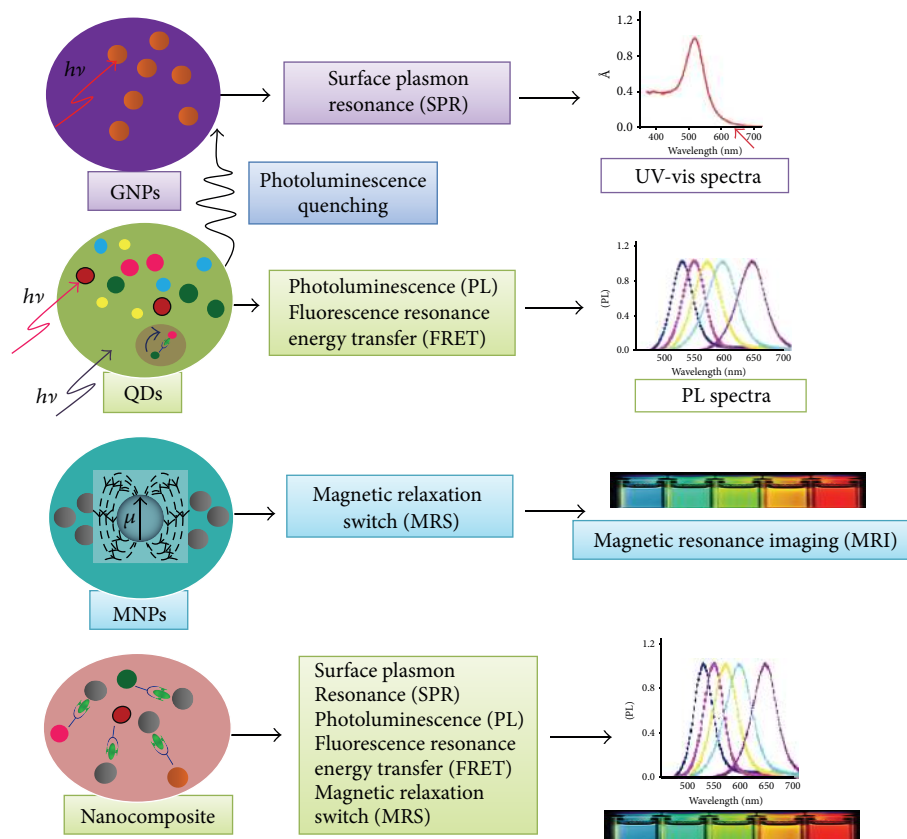 hν
GNPs
Surface plasmon
resonance (SPR)
Å
1.2
0.8
0.4
0.0
400 500 600 700
Wavelength (nm)
UV-vis spectra
Photoluminescence
quenching
hν
hν
QDs
Photoluminescence (PL)
Fluorescence resonance
energy transfer (FRET)
(PL)
1.2
0.8
0.4
0.0
500 550 600 650 700
Wavelength (nm)
PL spectra
μ
MNPs
Magnetic relaxation
switch (MRS)
Magnetic resonance imaging (MRI)
Nanocomposite
Surface plasmon
Resonance (SPR)
Photoluminescence (PL)
Fluorescence resonance
energy transfer (FRET)
Magnetic relaxation
switch (MRS)
(PL)
1.2
0.8
0.4
0.0
500 550 600 650 700
Wavelength (nm)